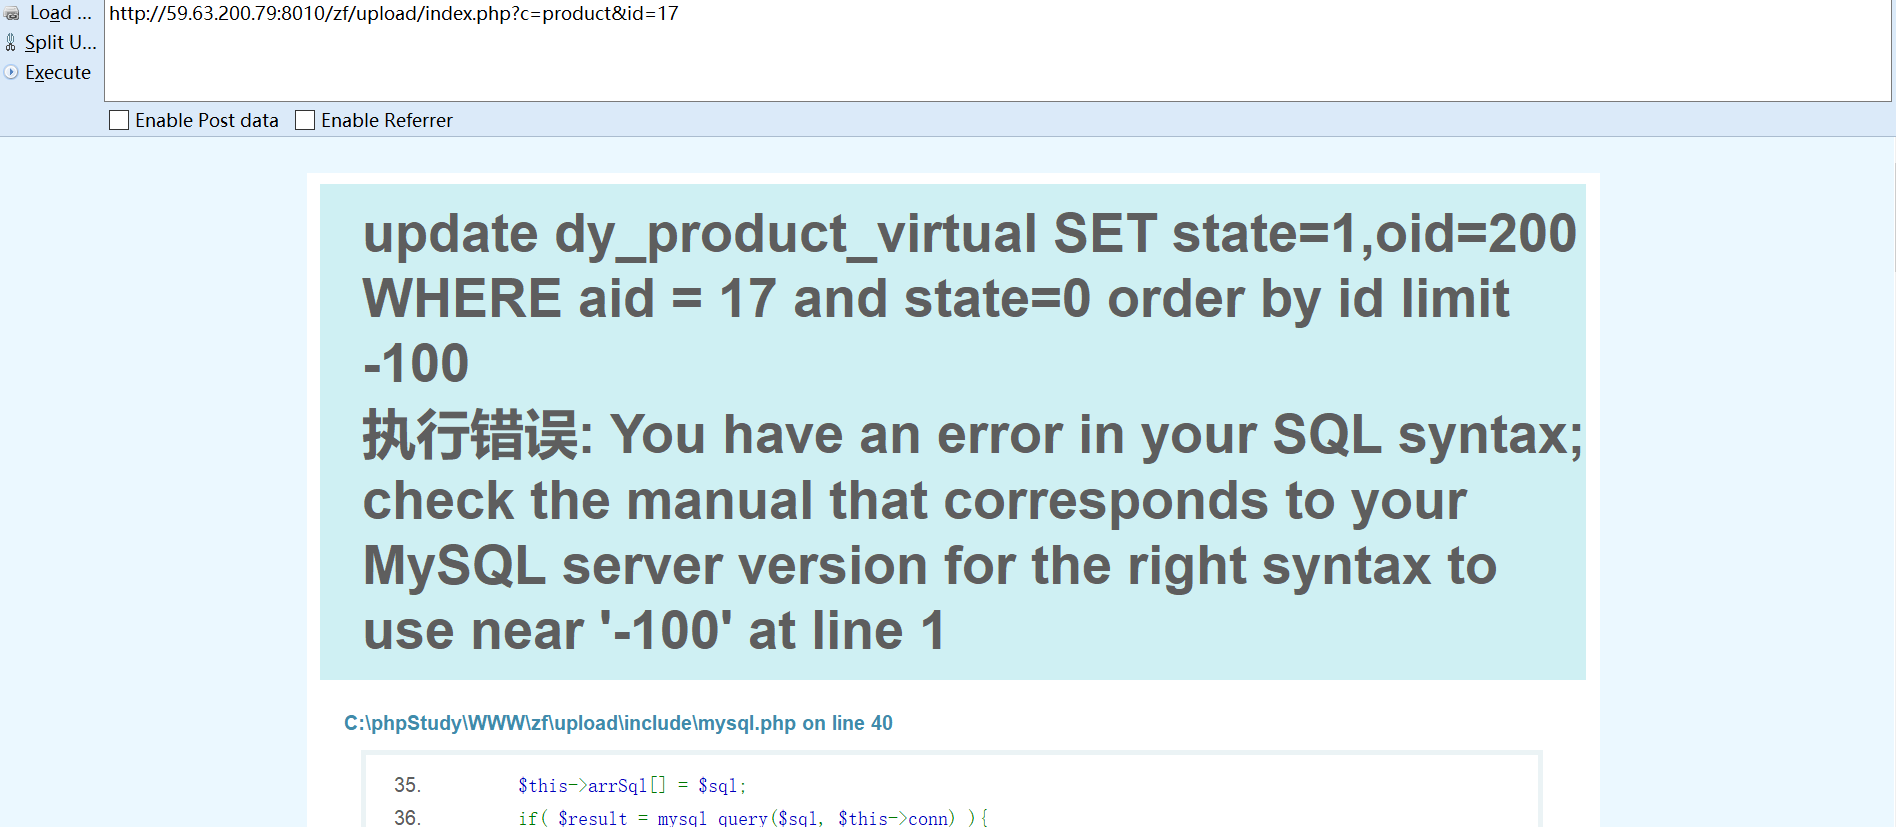 Load ...
http://59.63.200.79:8010/zf/upload/index.php?c=product&id=17
Split U...
Execute
Enable Post data Enable Referrer
update dy_product_virtual SET state=1,oid=200
WHERE aid = 17 and state=0 order by id limit
-100
执行错误: You have an error in your SQL syntax;
check the manual that corresponds to your
MySQL server version for the right syntax to
use near '-100' at line 1
C:\phpStudy\WWW\zf\upload\include\mysql.php on line 40
35. $this->arrSql[] = $sql;
36. if( $result = mysql_query($sql, $this->conn) ){